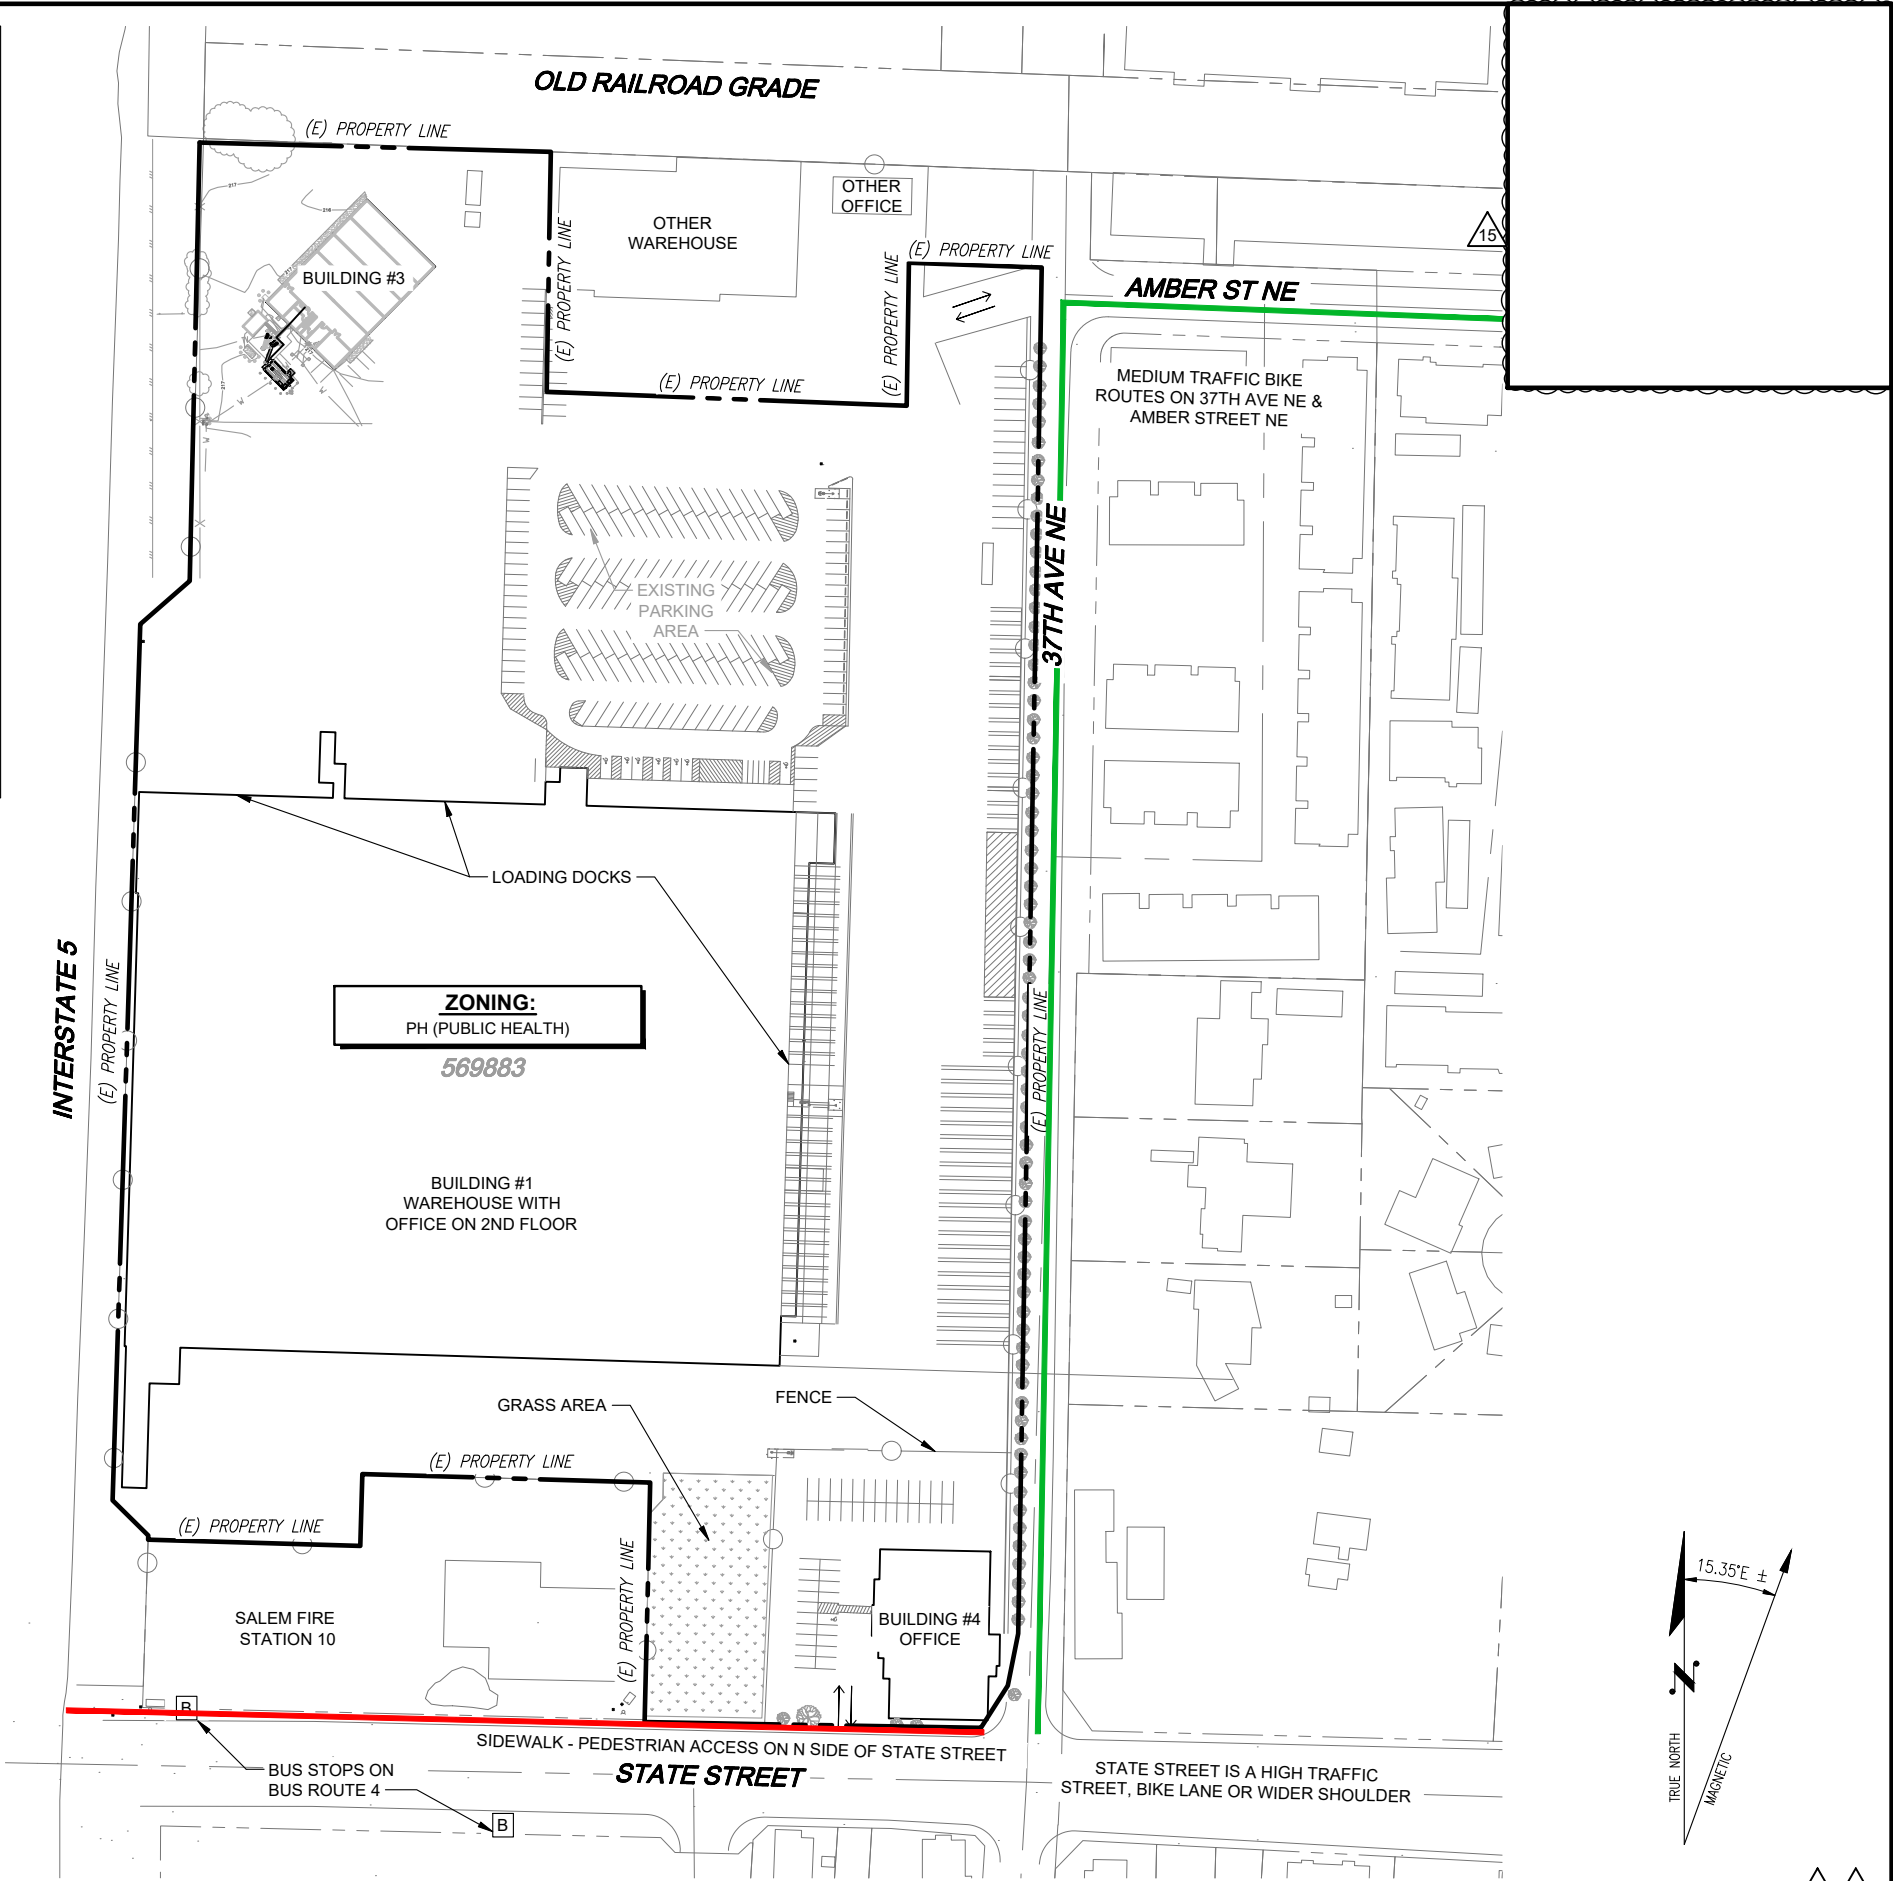 OLD RAILROAD GRADE
(E) PROPERTY LINE
217
216
OTHER
OFFICE
OTHER
WAREHOUSE
15
(E) PROPERTY LINE
(E) PROPERTY LINE
(E) PROPERTY LINE
BUILDING #3
217
AMBER ST NE
217
217
(E) PROPERTY LINE
MEDIUM TRAFFIC BIKE
ROUTES ON 37TH AVE NE &
AMBER STREET NE
W
W
W
X
37TH AVE NE
EXISTING
PARKING
AREA
LOADING DOCKS
INTERSTATE 5
(E) PROPERTY LINE
ZONING:
PH (PUBLIC HEALTH)
569883
(E) PROPERTY LINE
BUILDING #1
WAREHOUSE WITH
OFFICE ON 2ND FLOOR
GRASS AREA
FENCE
(E) PROPERTY LINE
(E) PROPERTY LINE
(E) PROPERTY LINE
SALEM FIRE
STATION 10
BUILDING #4
OFFICE
15.35°E ±
N
TRUE NORTH
MAGNETIC
B
SIDEWALK - PEDESTRIAN ACCESS ON N SIDE OF STATE STREET
BUS STOPS ON
BUS ROUTE 4
STATE STREET
STATE STREET IS A HIGH TRAFFIC
STREET, BIKE LANE OR WIDER SHOULDER
B